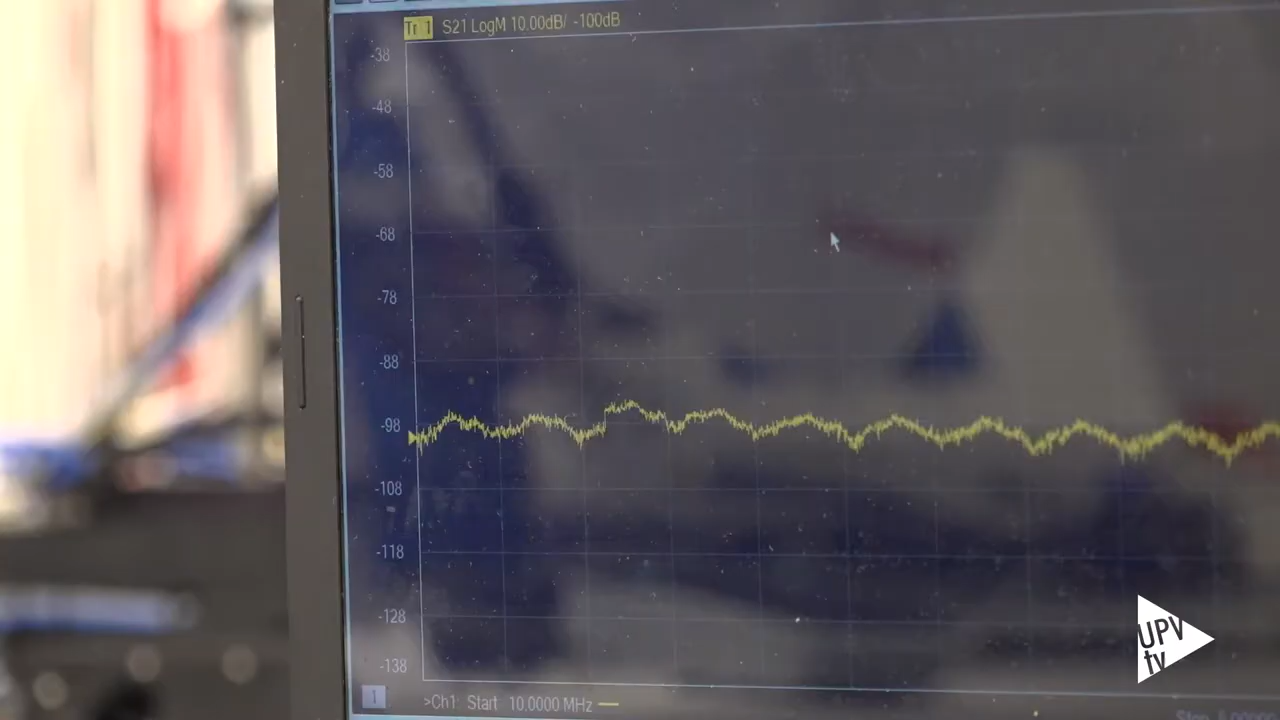 Tr 1 S21 LogM 10.00dB/ -100dB
-38
-48
-58
-68
-78
-88
-98
-108
-118
-128
-138
1 >Ch1: Start 10.0000 MHz
UPV
tv